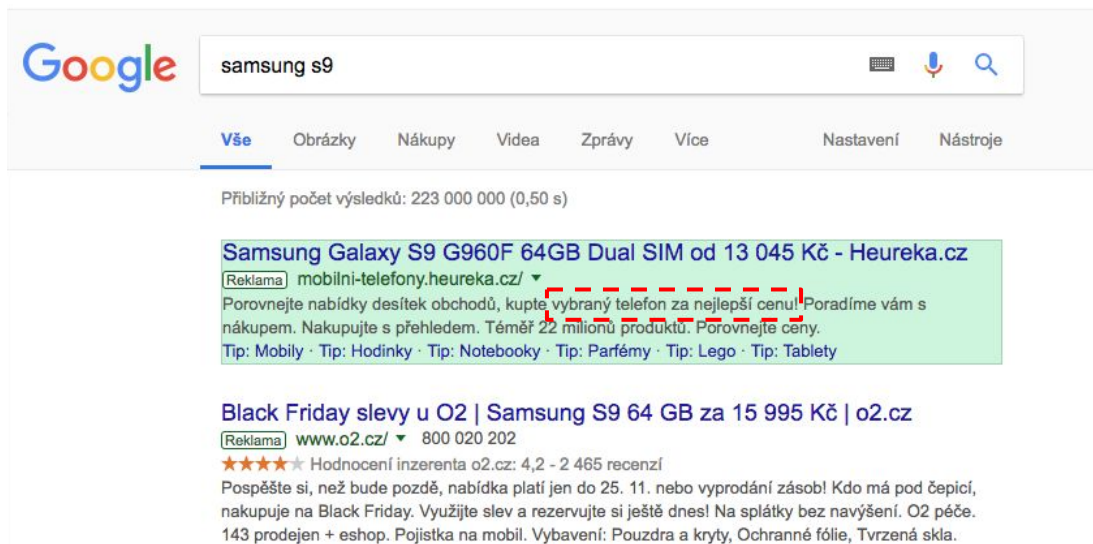 Google
samsung s9
Vše Obrázky Nákupy Videa Zprávy Více Nastavení Nástroje
Přibližný počet výsledků: 223 000 000 (0,50 s)
Samsung Galaxy S9 G960F 64GB Dual SIM od 13 045 Kč - Heureka.cz
Reklama mobilni-telefony.heureka.cz/
Porovnejte nabídky desítek obchodů, kupte vybraný telefon za nejlepší cenu! Poradíme vám s
nákupem. Nakupujte s přehledem. Téměř 22 milionů produktů. Porovnejte ceny.
Tip: Mobily · Tip: Hodinky · Tip: Notebooky · Tip: Parfémy · Tip: Lego · Tip: Tablety
Black Friday slevy u O2 | Samsung S9 64 GB za 15 995 Kč | o2.cz
Reklama www.o2.cz/ 800 020 202
Hodnocení inzerenta o2.cz: 4,2 - 2 465 recenzí
Pospěšte si, než bude pozdě, nabídka platí jen do 25. 11. nebo vyprodání zásob! Kdo má pod čepicí,
nakupuje na Black Friday. Využijte slev a rezervujte si ještě dnes! Na splátky bez navýšení. O2 péče.
143 prodejen + eshop. Pojistka na mobil. Vybavení: Pouzdra a kryty, Ochranné fólie, Tvrzená skla.